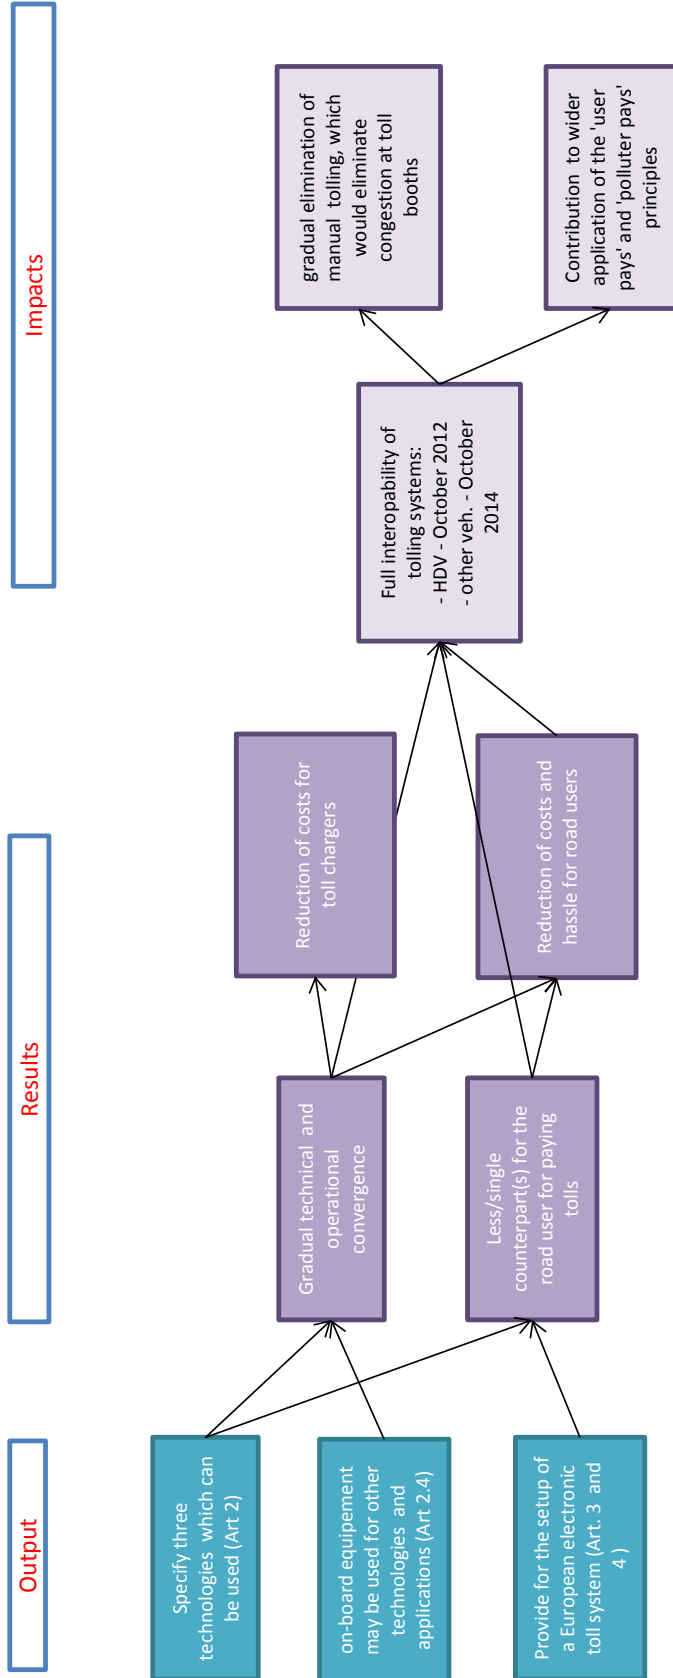 Output
Results
Impacts
Specify three
technologies which can
be used (Art 2)
on-board equipement
may be used for other
technologies and
applications (Art 2.4)
Provide for the setup of
a European electronic
toll system (Art. 3 and
4 )
Gradual technical and
operational
convergence
Less/single
counterpart(s) for the
road user for paying
tolls
Reduction of costs for
toll chargers
Reduction of costs and
hassle for road users
Full interopability of
tolling systems:
- HDV - October 2012
- other veh. - October
2014
gradual elimination of
manual tolling, which
would eliminate
congestion at toll
booths
Contribution to wider
application of the 'user
pays' and 'polluter pays'
principles